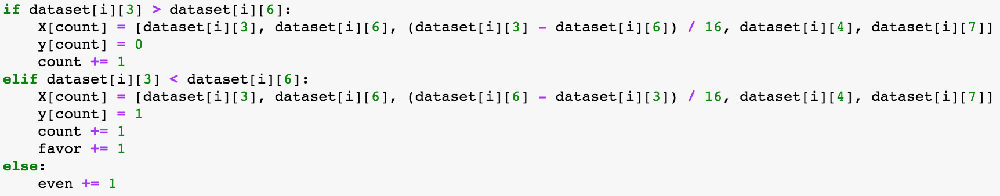 if dataset[i][3] > dataset[i][6]:
    X[count] = [dataset[i][3], dataset[i][6], (dataset[i][3] - dataset[i][6]) / 16, dataset[i][4], dataset[i][7]]
    y[count] = 0
    count += 1
elif dataset[i][3] < dataset[i][6]:
    X[count] = [dataset[i][3], dataset[i][6], (dataset[i][6] - dataset[i][3]) / 16, dataset[i][4], dataset[i][7]]
    y[count] = 1
    count += 1
    favor += 1
else:
    even += 1